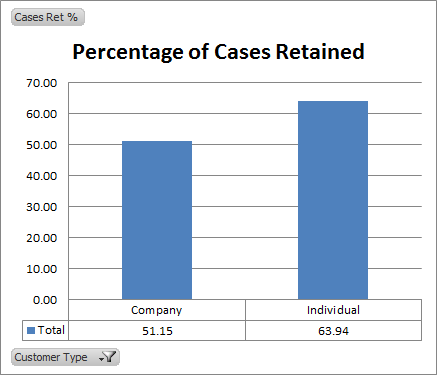 Cases Ret %
Percentage of Cases Retained
70.00
60.00
50.00
40.00
30.00
20.00
10.00
0.00
Company Individual
Total 51.15 63.94
Customer Type